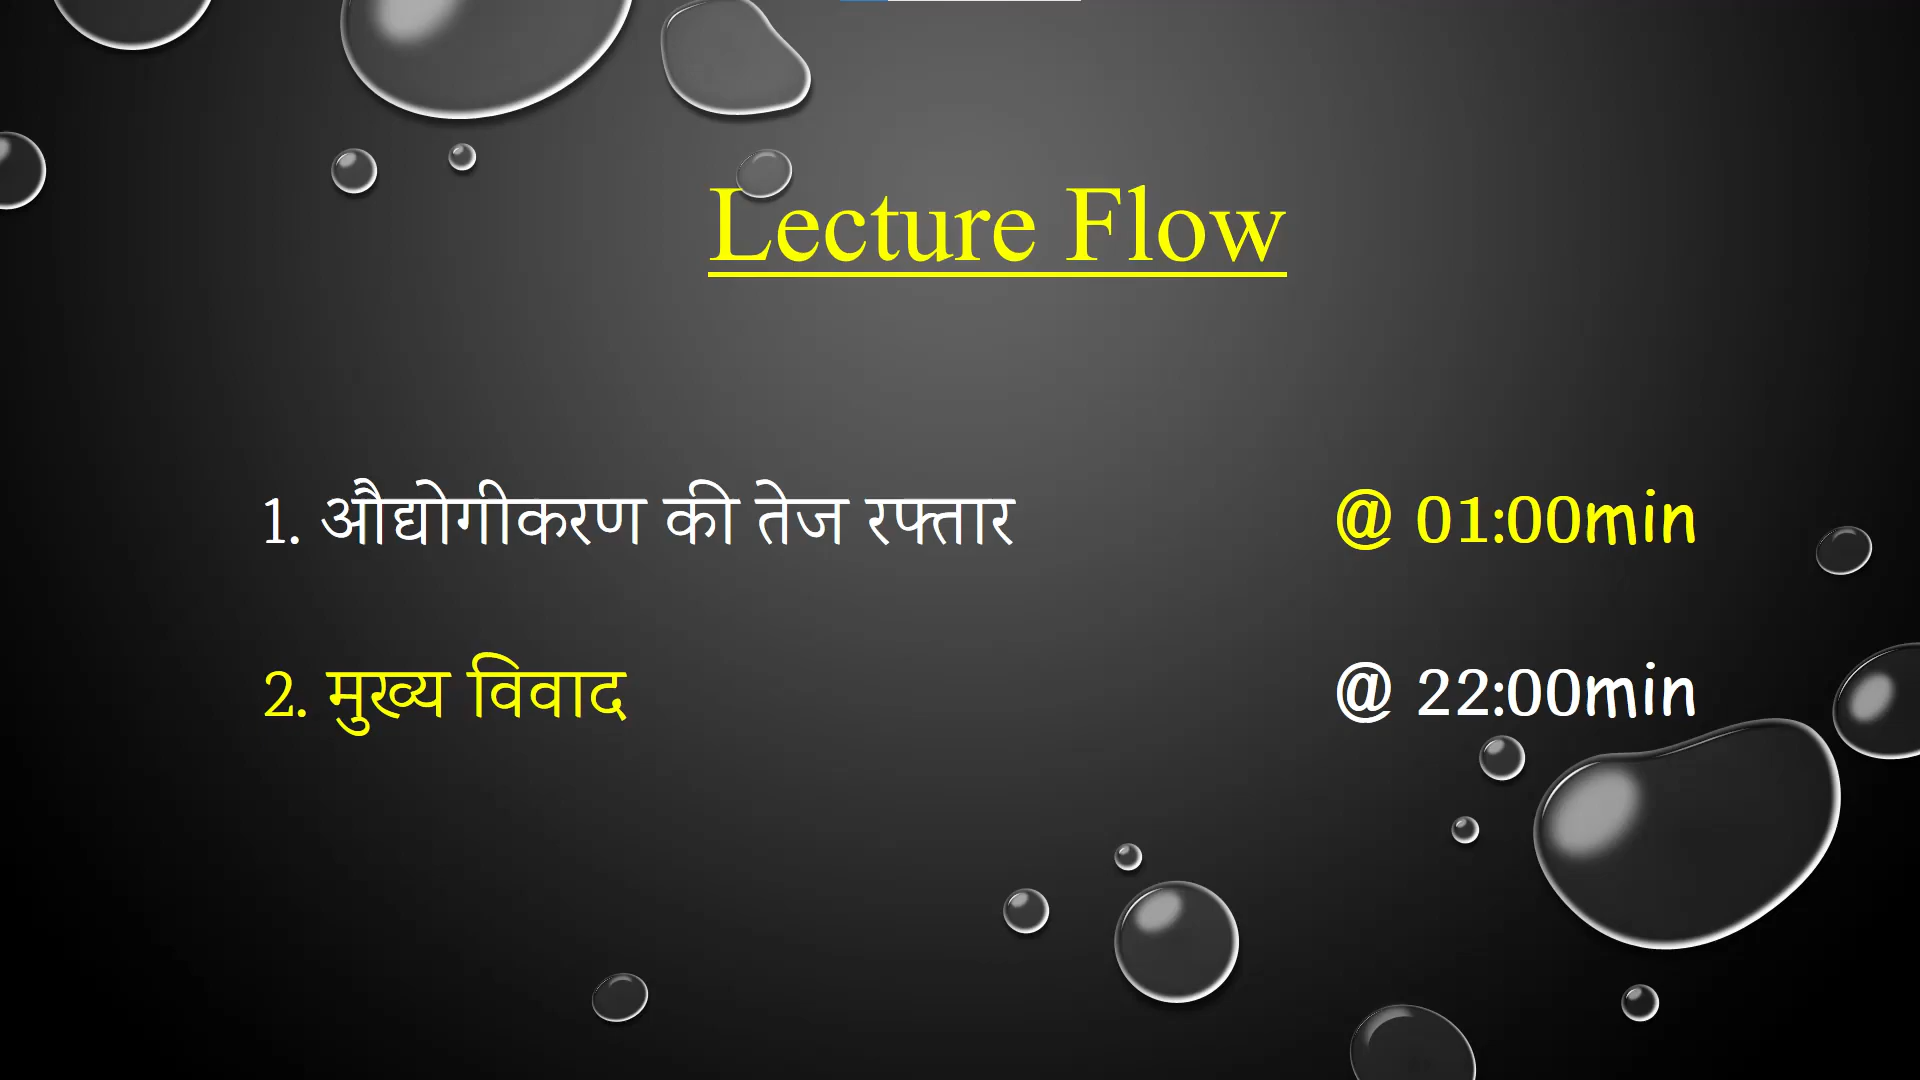 Lecture Flow
1. औद्योगीकरण की तेज रफ्तार @ 01:00min
2. मुख्य विवाद @ 22:00min